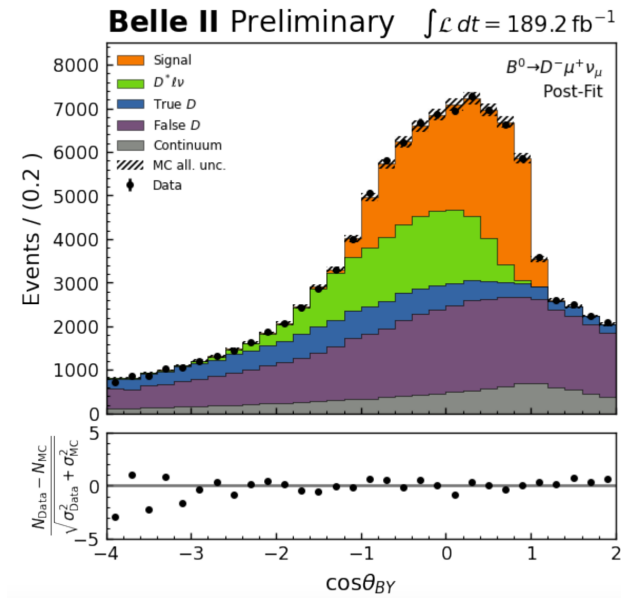 Belle II Preliminary ∫ℒ dt = 189.2 fb⁻¹
Signal
D*ℓν
True D
False D
Continuum
MC all. unc.
Data
B⁰→D⁻μ⁺ν_μ
Post-Fit
Events / (0.2 )
8000
7000
6000
5000
4000
3000
2000
1000
0
(N_Data − N_MC) / √(σ²_Data + σ²_MC)
5
0
−5
−4 −3 −2 −1 0 1 2
cosθ_BY